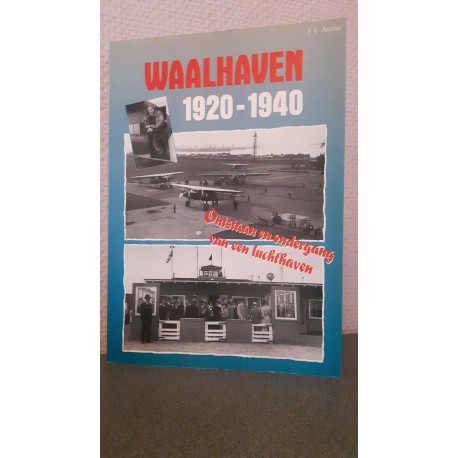 WAALHAVEN
1920-1940
Ontstaan en ondergang
van een luchthaven